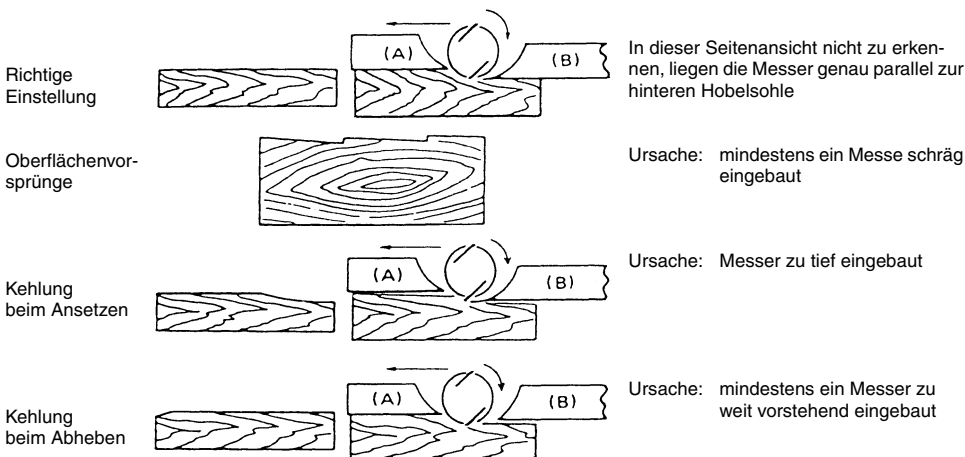 Richtige
Einstellung
(A)
(B)
In dieser Seitenansicht nicht zu erken-
nen, liegen die Messer genau parallel zur
hinteren Hobelsohle
Oberflächenvor-
sprünge
Ursache: mindestens ein Messe schräg
eingebaut
Kehlung
beim Ansetzen
(A)
(B)
Ursache: Messer zu tief eingebaut
Kehlung
beim Abheben
(A)
(B)
Ursache: mindestens ein Messer zu
weit vorstehend eingebaut